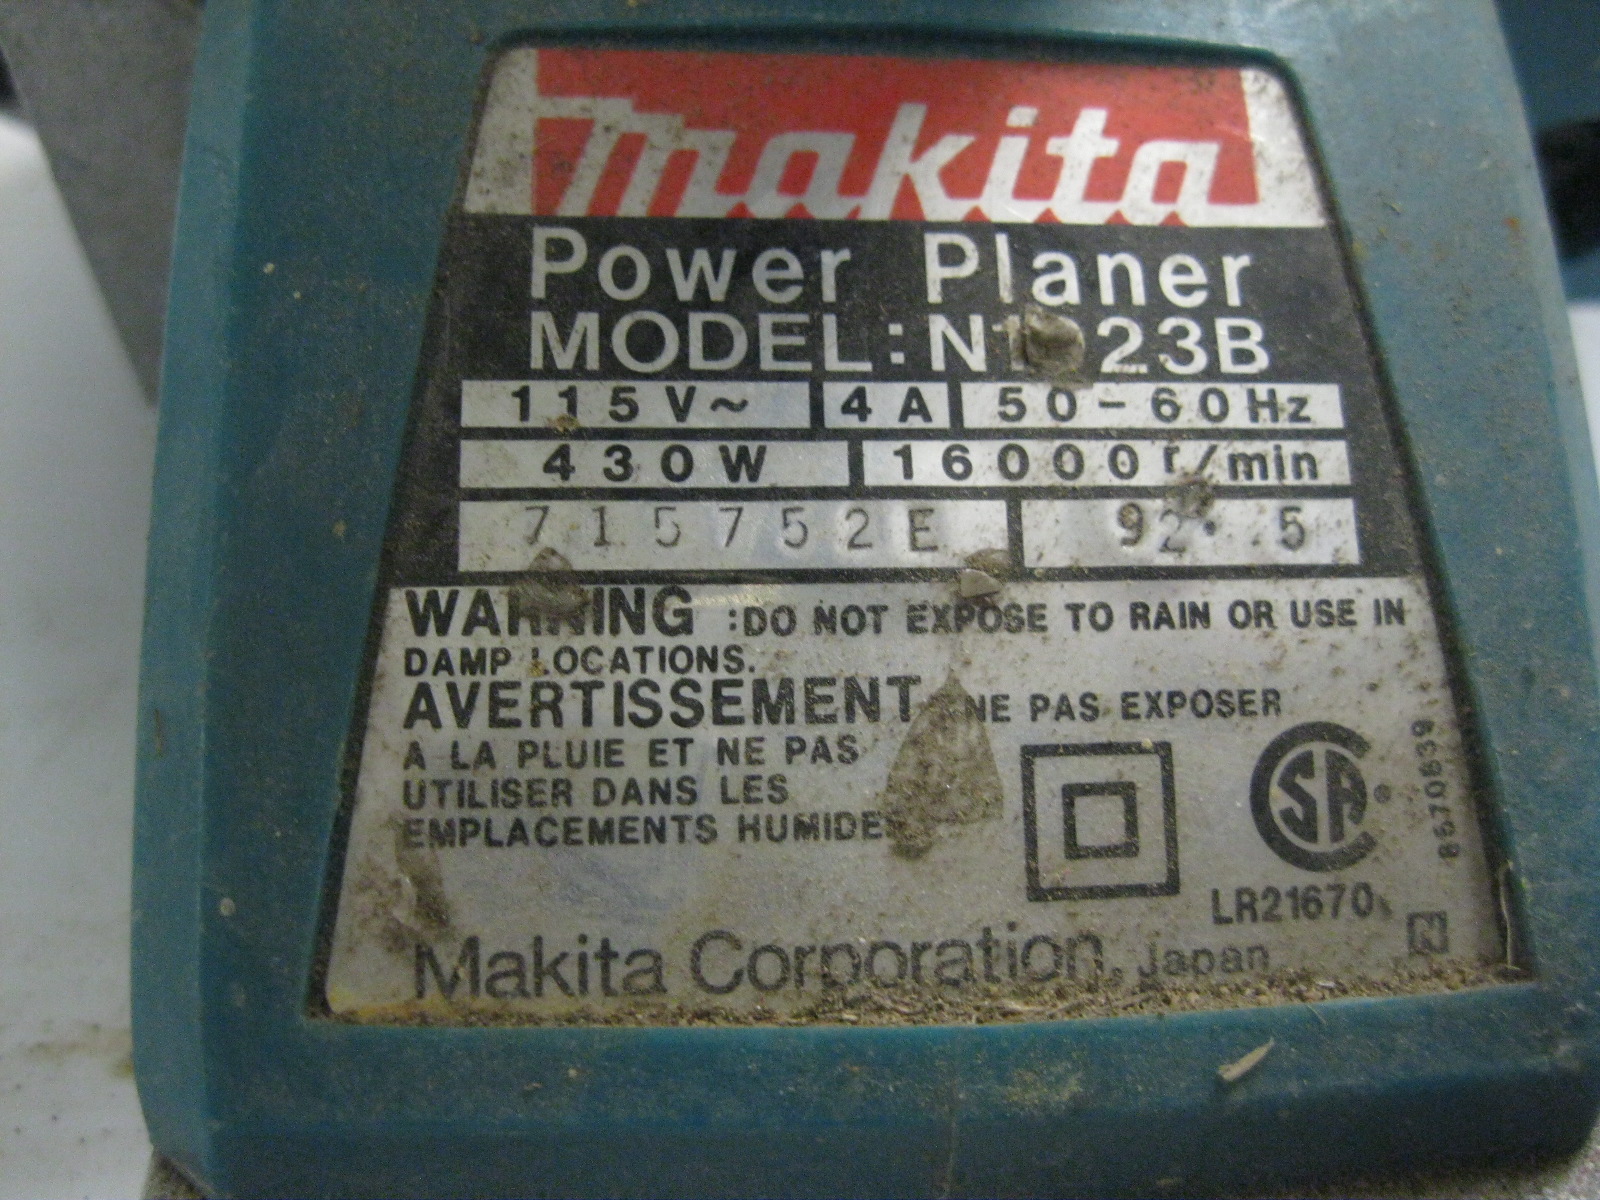 makita
Power Planer
MODEL:N1923B
115V~ 4A 50-60Hz
430W 16000r/min
715752E 92. 5
WARNING :DO NOT EXPOSE TO RAIN OR USE IN
DAMP LOCATIONS.
AVERTISSEMENT :NE PAS EXPOSER
A LA PLUIE ET NE PAS
UTILISER DANS LES
EMPLACEMENTS HUMIDES
CSA ®
LR21670
Makita Corporation, Japan
N